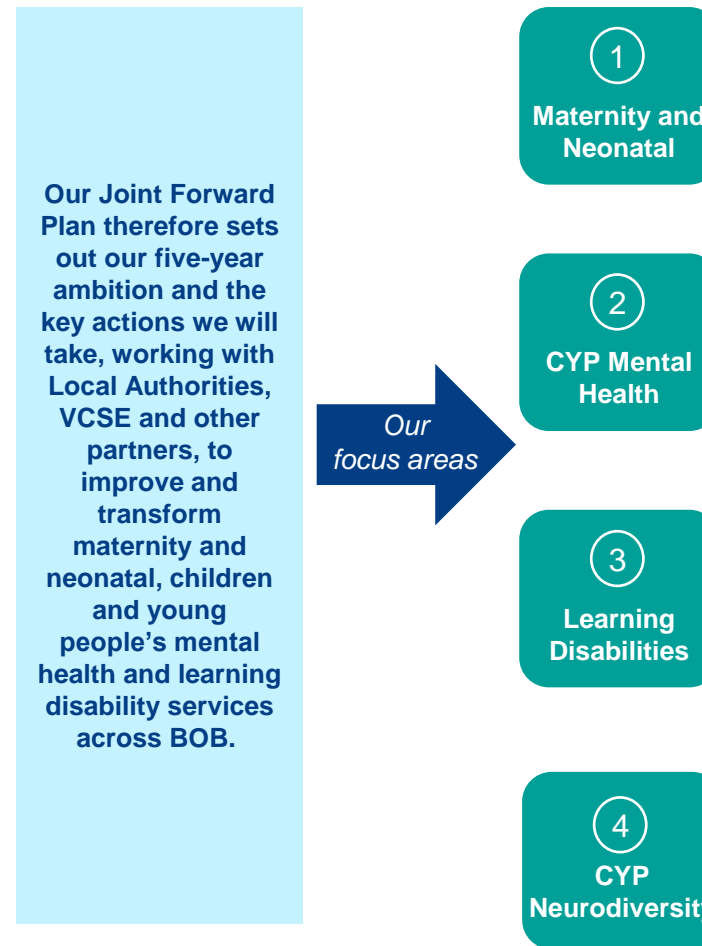 Our Joint Forward
Plan therefore sets
out our five-year
ambition and the
key actions we will
take, working with
Local Authorities,
VCSE and other
partners, to
improve and
transform
maternity and
neonatal, children
and young
people's mental
health and learning
disability services
across BOB.
Our
focus areas
1
Maternity and
Neonatal
2
CYP Mental
Health
3
Learning
Disabilities
4
CYP
Neurodiversity